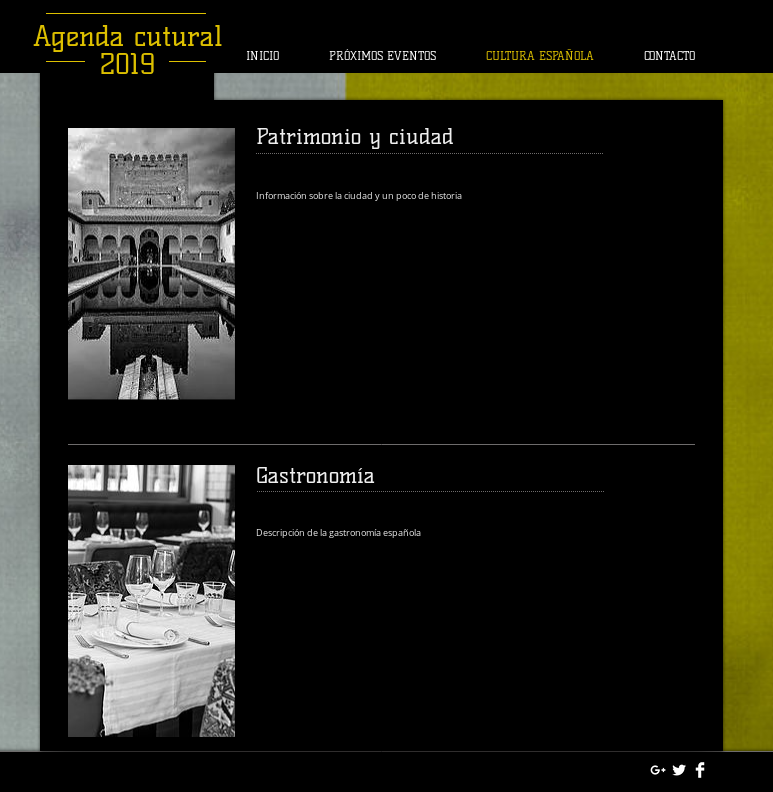 Agenda cutural
2019
INICIO
PRÓXIMOS EVENTOS
CULTURA ESPAÑOLA
CONTACTO
Patrimonio y ciudad
Información sobre la ciudad y un poco de historia
Gastronomía
Descripción de la gastronomía española